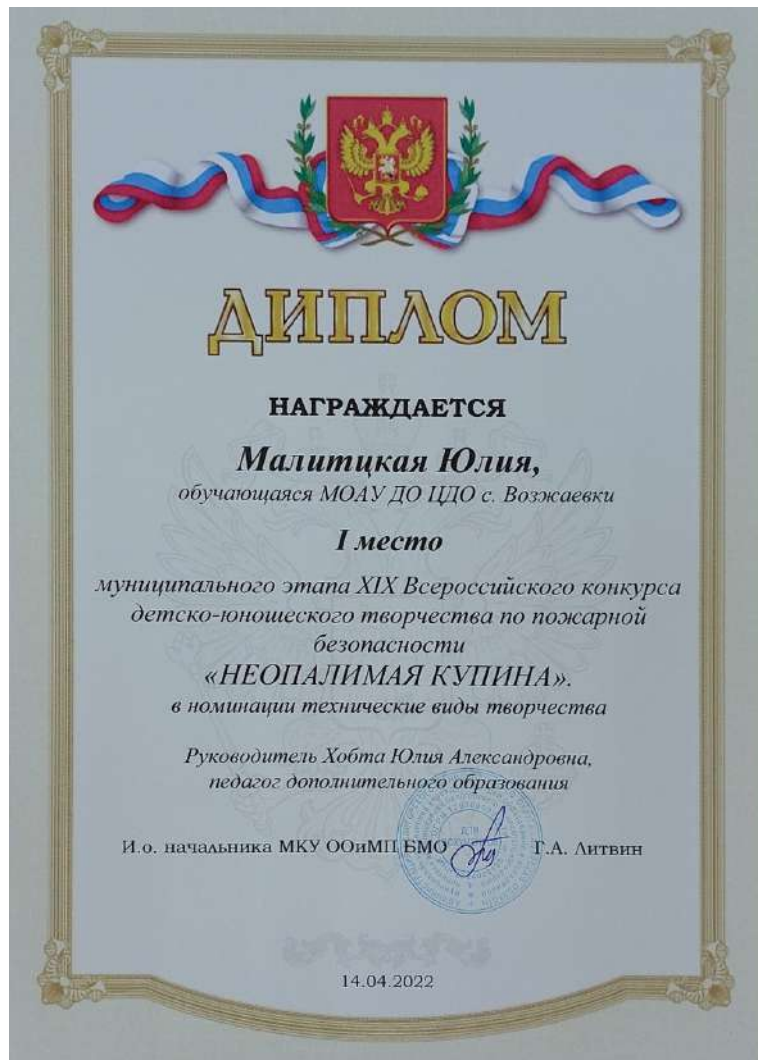 ДИПЛОМ
НАГРАЖДАЕТСЯ
Малитцкая Юлия,
обучающаяся МОАУ ДО ЦДО с. Возжаевки
I место
муниципального этапа XIX Всероссийского конкурса
детско-юношеского творчества по пожарной
безопасности
«НЕОПАЛИМАЯ КУПИНА».
в номинации технические виды творчества
Руководитель Хобта Юлия Александровна,
педагог дополнительного образования
И.о. начальника МКУ ООиМП БМО Г.А. Литвин
14.04.2022